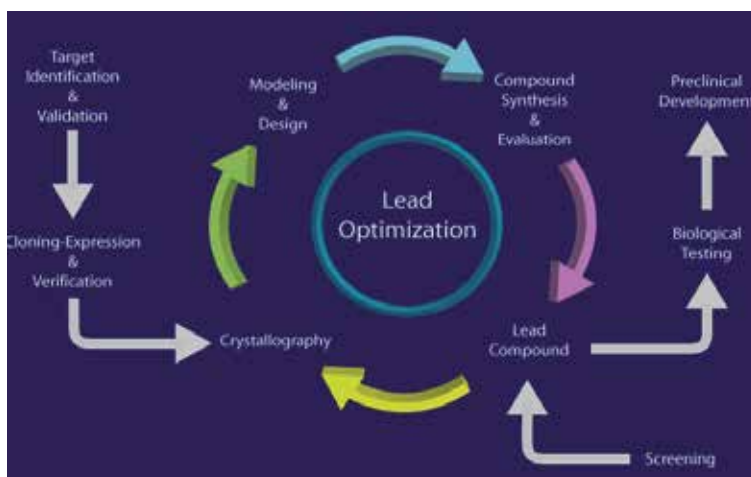 Target
Identification
&
Validation
Cloning-Expression
&
Verification
Crystallography
Modeling
&
Design
Compound
Synthesis
&
Evaluation
Lead
Optimization
Lead
Compound
Screening
Biological
Testing
Preclinical
Development